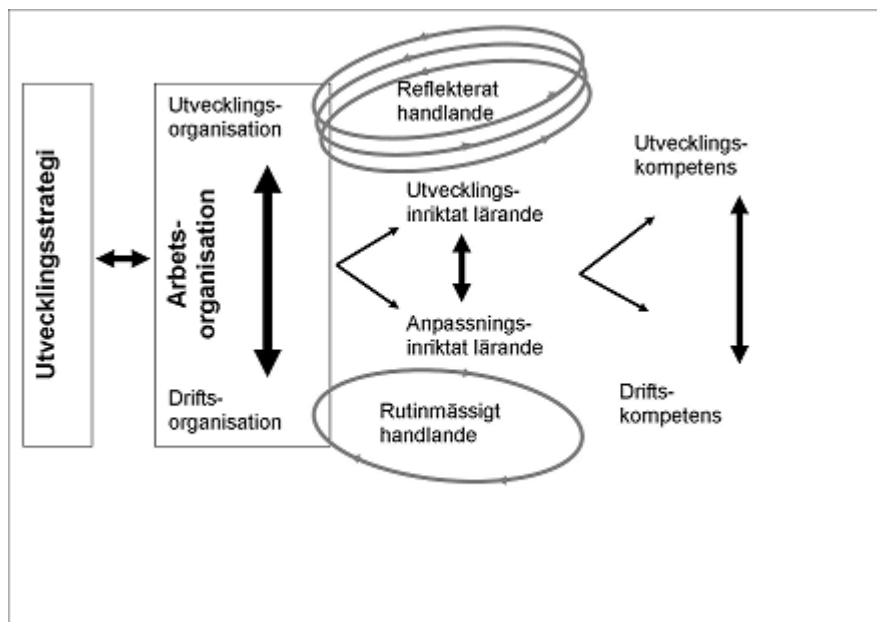 Utvecklingsstrategi
Arbets-
organisation
Utvecklings-
organisation
Drifts-
organisation
Reflekterat
handlande
Utvecklings-
inriktat lärande
Anpassnings-
inriktat lärande
Rutinmässigt
handlande
Utvecklings-
kompetens
Drifts-
kompetens